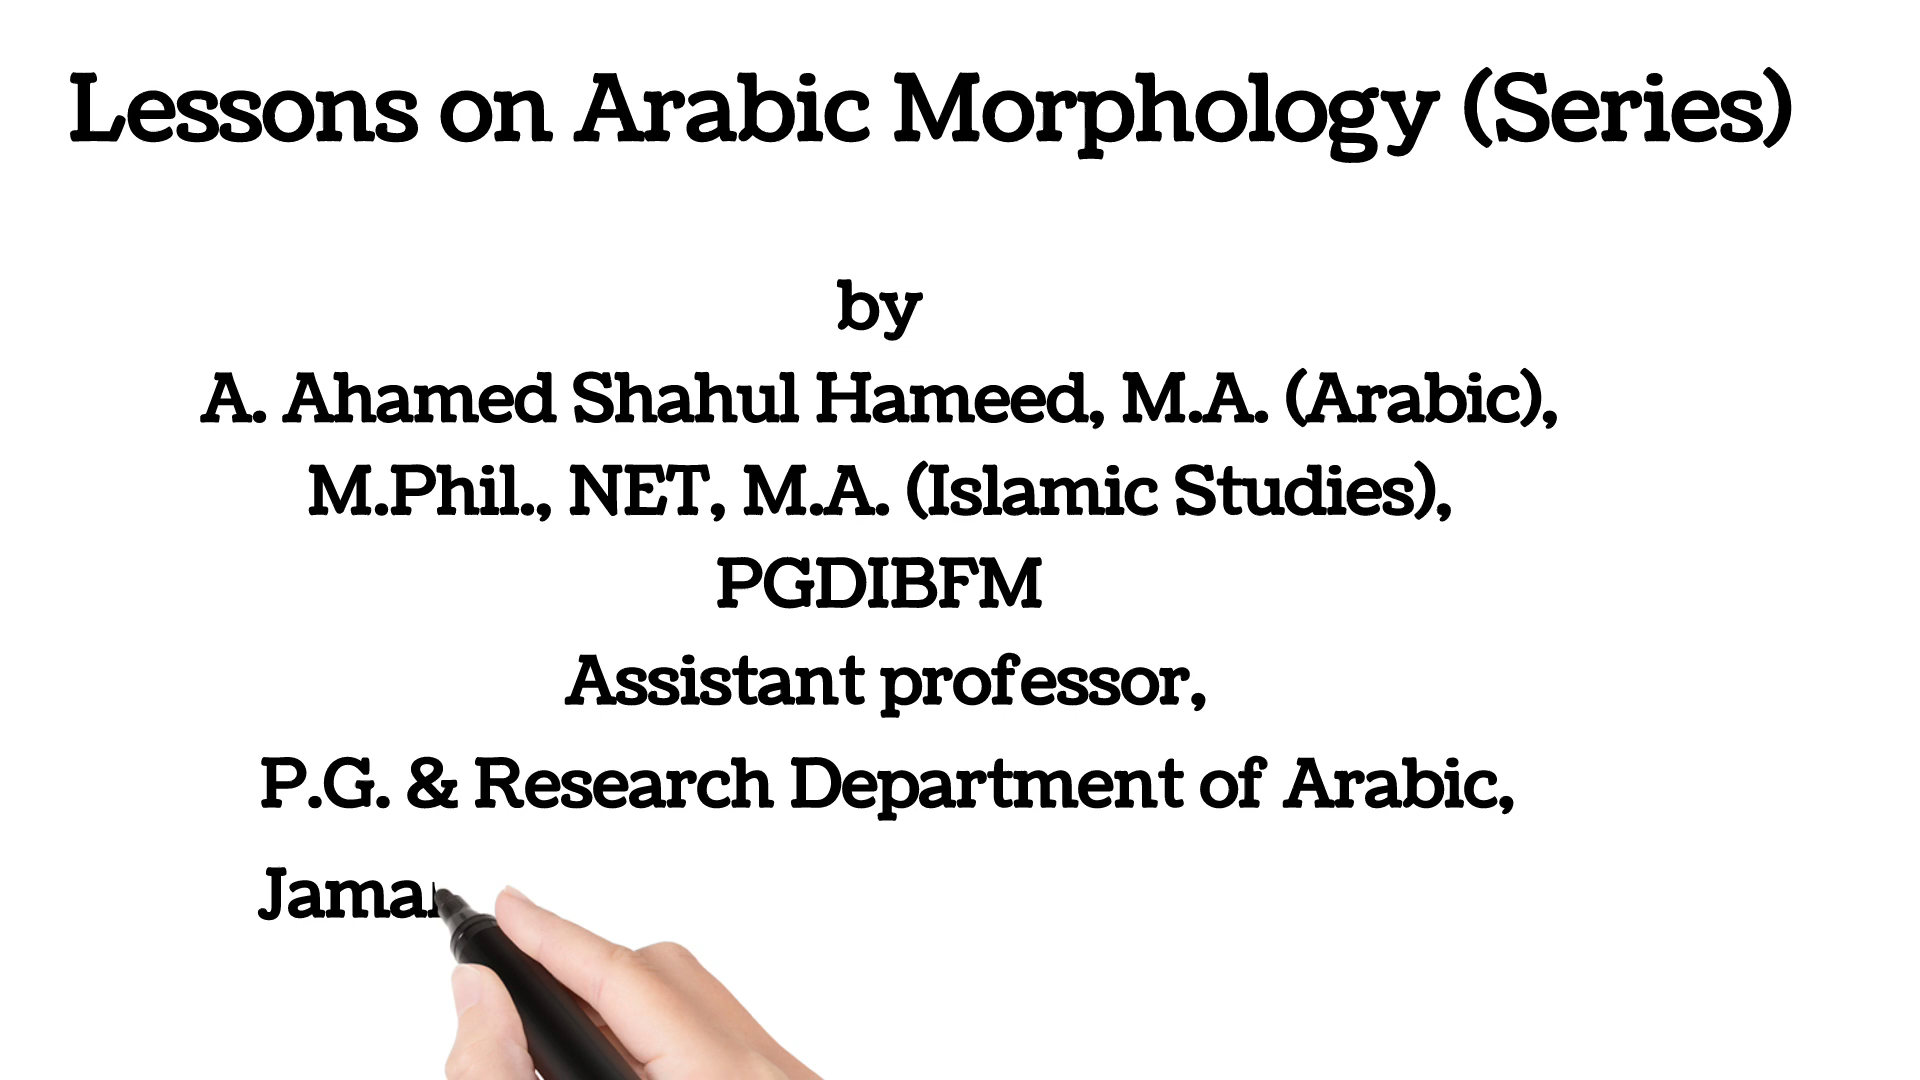 Lessons on Arabic Morphology (Series)
by
A. Ahamed Shahul Hameed, M.A. (Arabic),
M.Phil., NET, M.A. (Islamic Studies),
PGDIBFM
Assistant professor,
P.G. & Research Department of Arabic,